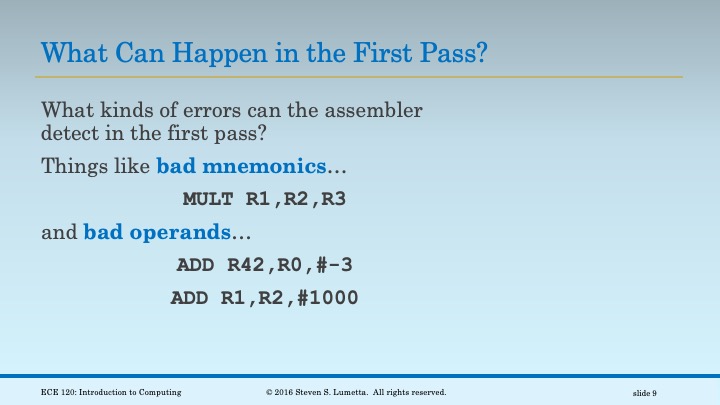 What Can Happen in the First Pass?
What kinds of errors can the assembler
detect in the first pass?
Things like bad mnemonics…
MULT R1,R2,R3
and bad operands…
ADD R42,R0,#-3
ADD R1,R2,#1000
ECE 120: Introduction to Computing
© 2016 Steven S. Lumetta. All rights reserved.
slide 9